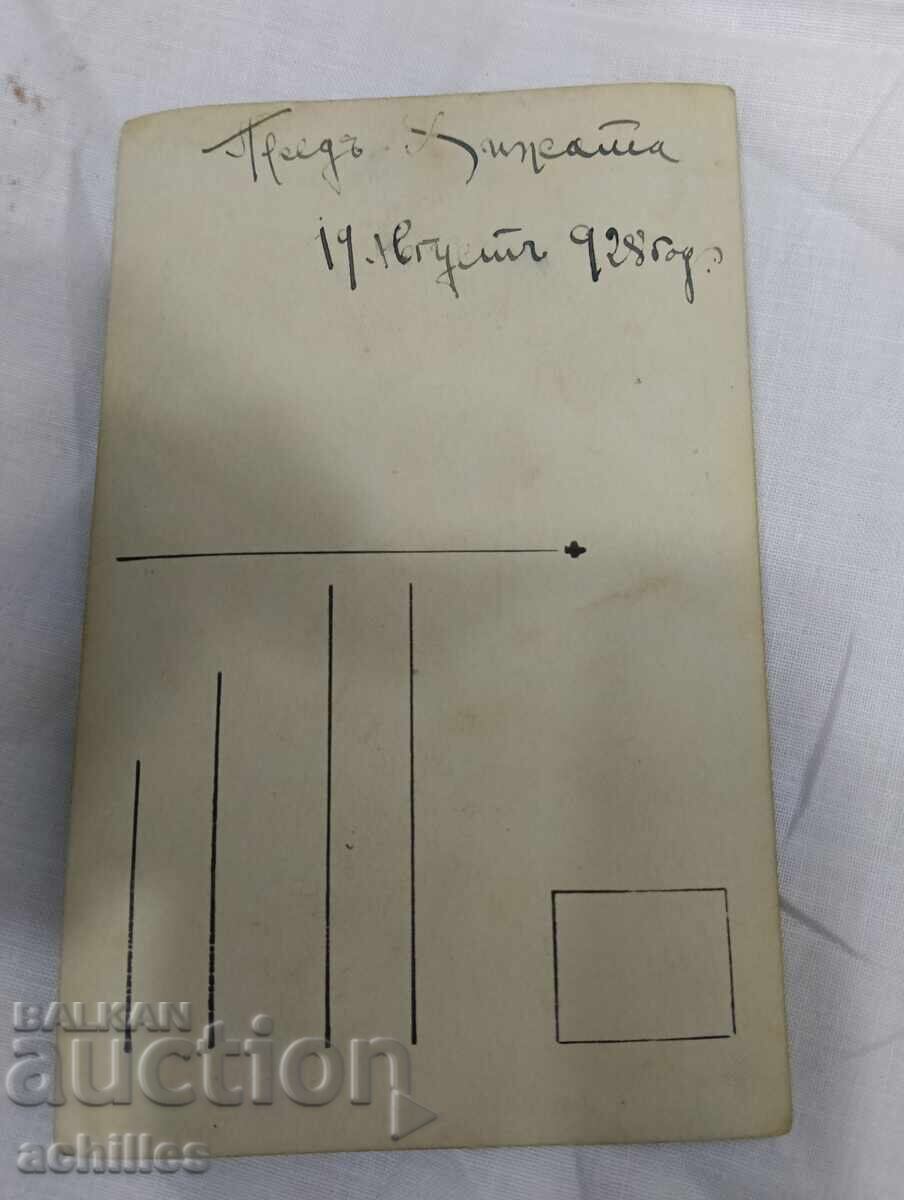 Предъ Хижата
19 Августъ 928 год.
BALKAN
auction
achilles